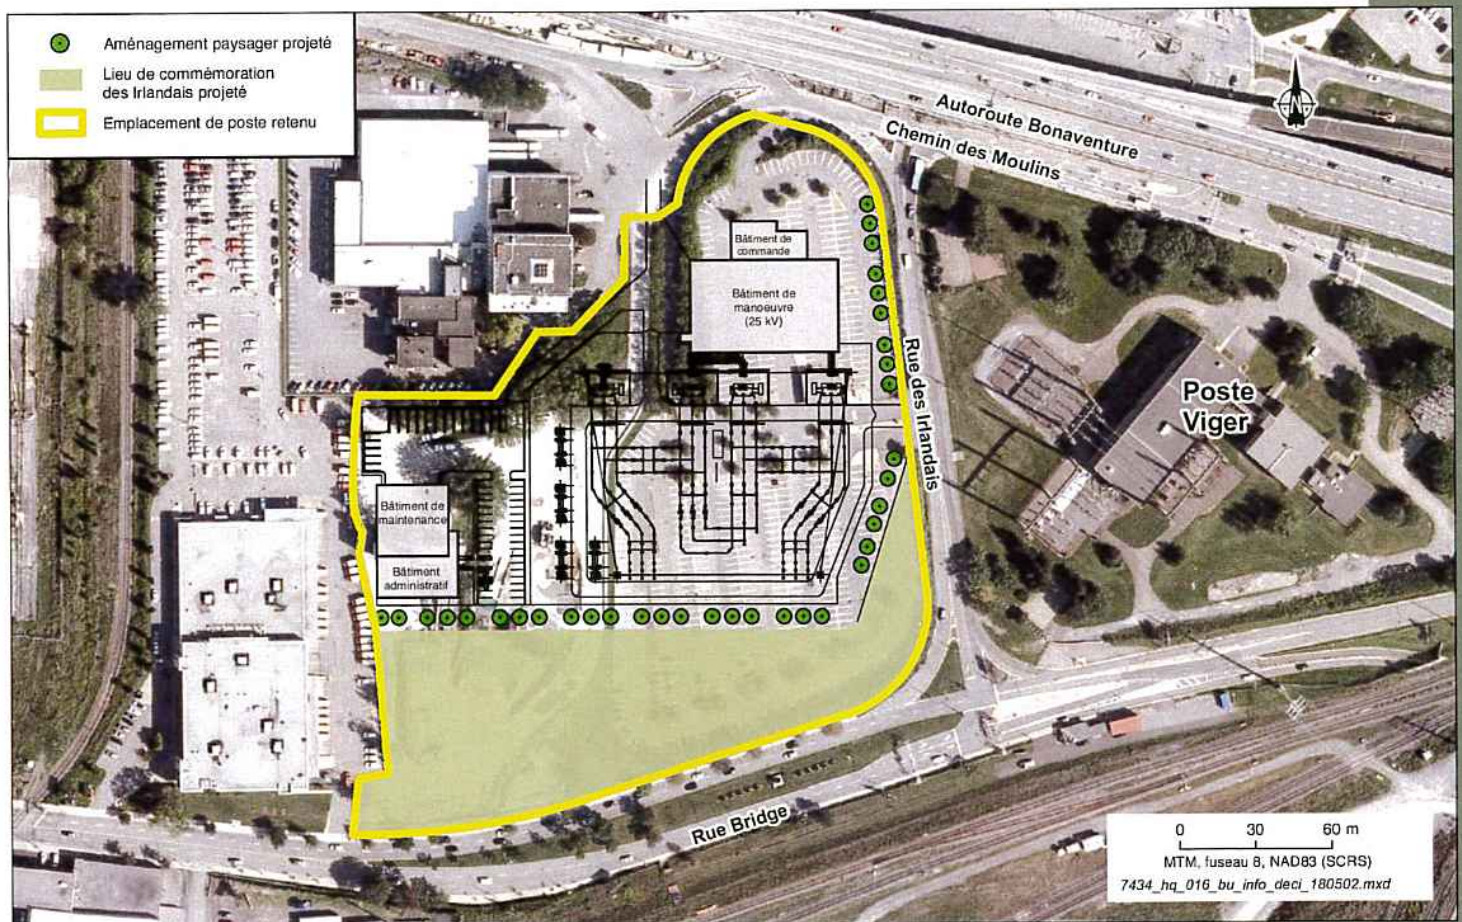 Aménagement paysager projeté
Lieu de commémoration
des Irlandais projeté
Emplacement de poste retenu
N
Autoroute Bonaventure
Chemin des Moulins
Bâtiment de
commande
Bâtiment de
manoeuvre
(25 kV)
Rue des Irlandais
Poste
Viger
Bâtiment de
maintenance
Bâtiment
administratif
Rue Bridge
0 30 60 m
MTM, fuseau 8, NAD83 (SCRS)
7434_hq_016_bu_info_deci_180502.mxd